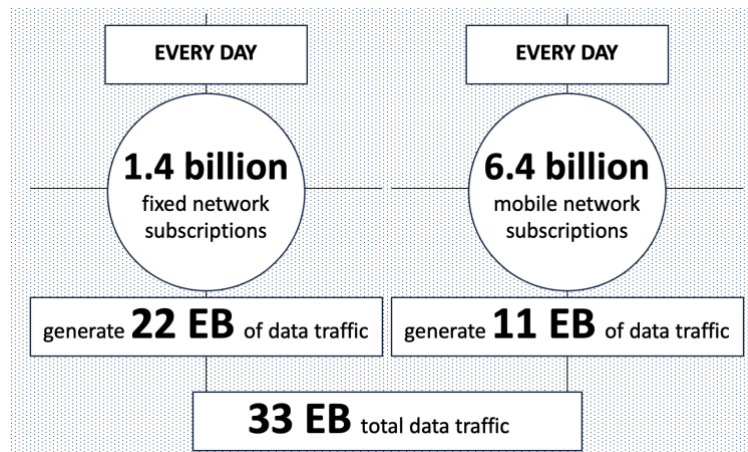 EVERY DAY
1.4 billion
fixed network
subscriptions
generate 22 EB of data traffic
EVERY DAY
6.4 billion
mobile network
subscriptions
generate 11 EB of data traffic
33 EB total data traffic